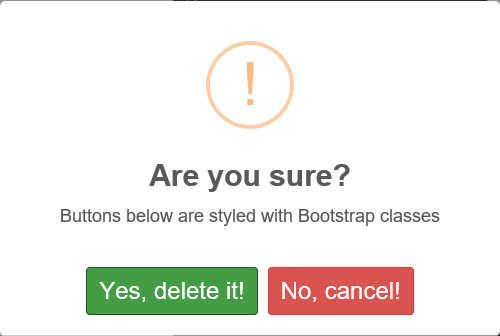 !
Are you sure?
Buttons below are styled with Bootstrap classes
Yes, delete it! No, cancel!